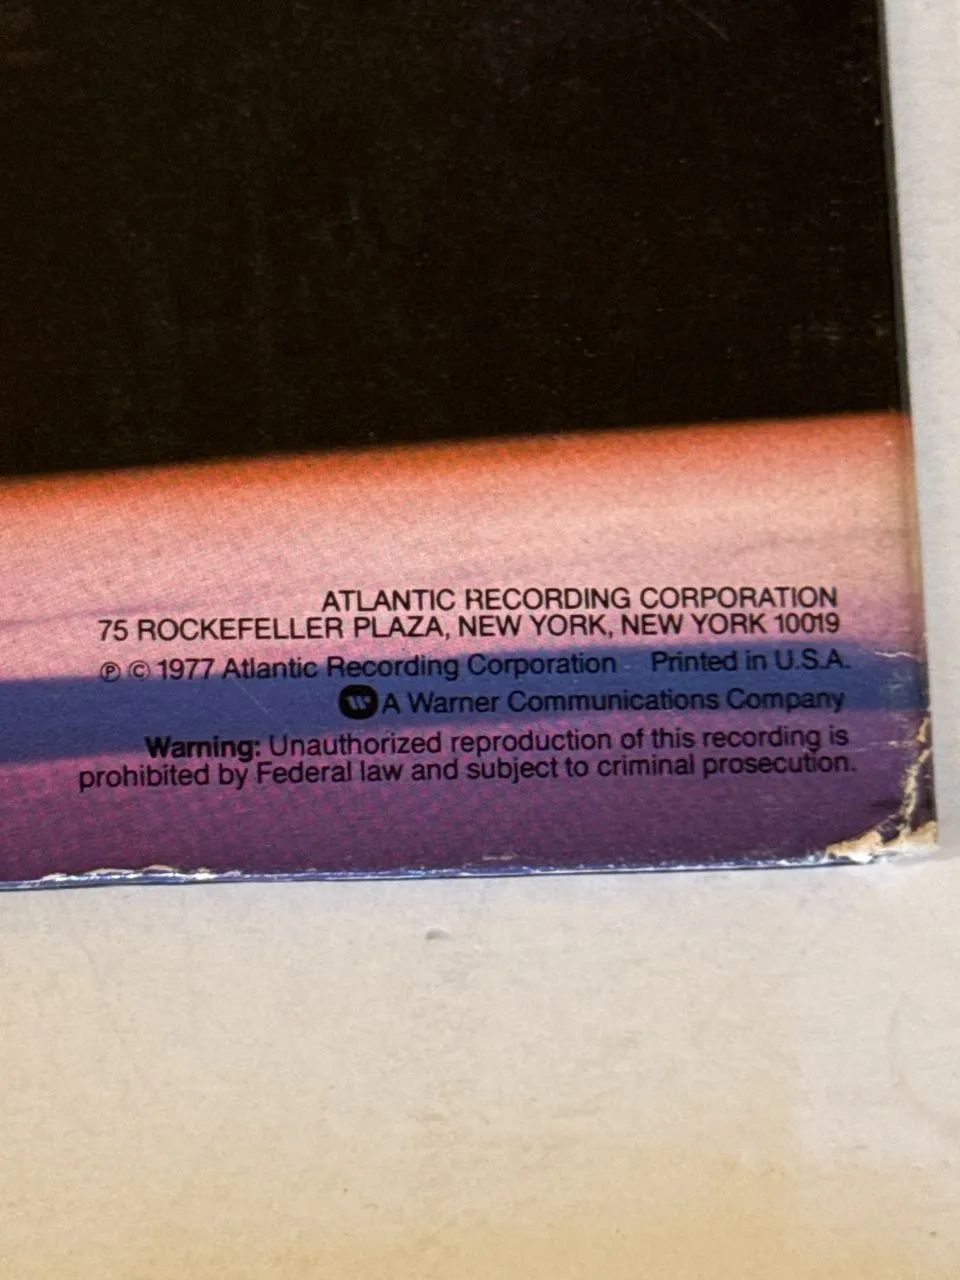 ATLANTIC RECORDING CORPORATION
75 ROCKEFELLER PLAZA, NEW YORK, NEW YORK 10019
℗ © 1977 Atlantic Recording Corporation Printed in U.S.A.
A Warner Communications Company
Warning: Unauthorized reproduction of this recording is
prohibited by Federal law and subject to criminal prosecution.